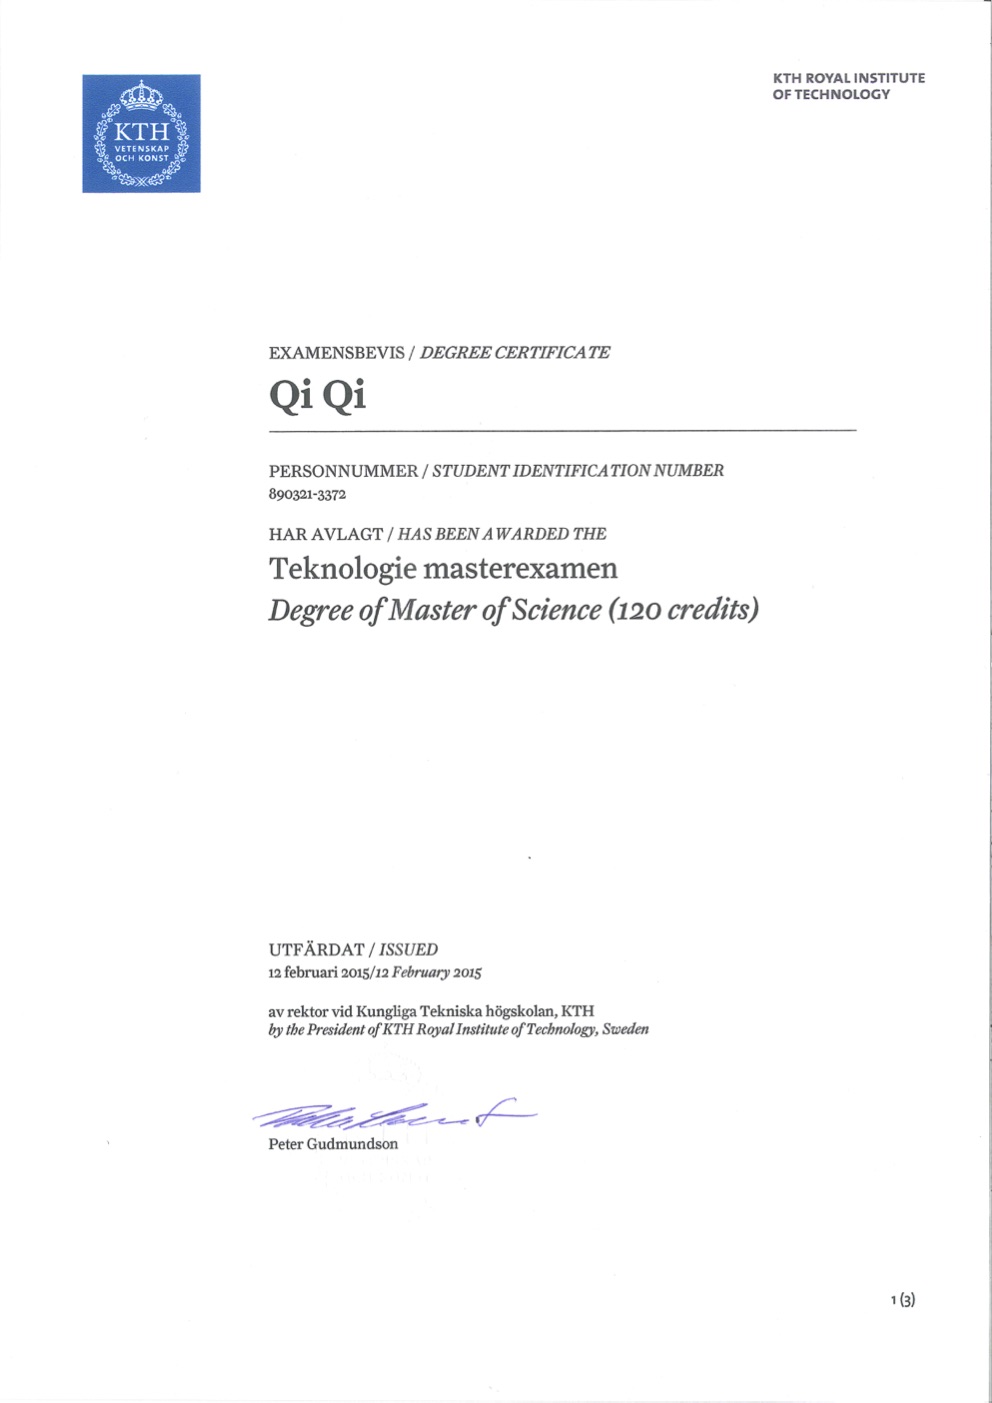 KTH
VETENSKAP
OCH KONST
KTH ROYAL INSTITUTE
OF TECHNOLOGY
EXAMENSBEVIS / DEGREE CERTIFICATE
Qi Qi
PERSONNUMMER / STUDENT IDENTIFICATION NUMBER
890321-3372
HAR AVLAGT / HAS BEEN AWARDED THE
Teknologie masterexamen
Degree of Master of Science (120 credits)
UTFÄRDAT / ISSUED
12 februari 2015/12 February 2015
av rektor vid Kungliga Tekniska högskolan, KTH
by the President of KTH Royal Institute of Technology, Sweden
Peter Gudmundson
1 (3)